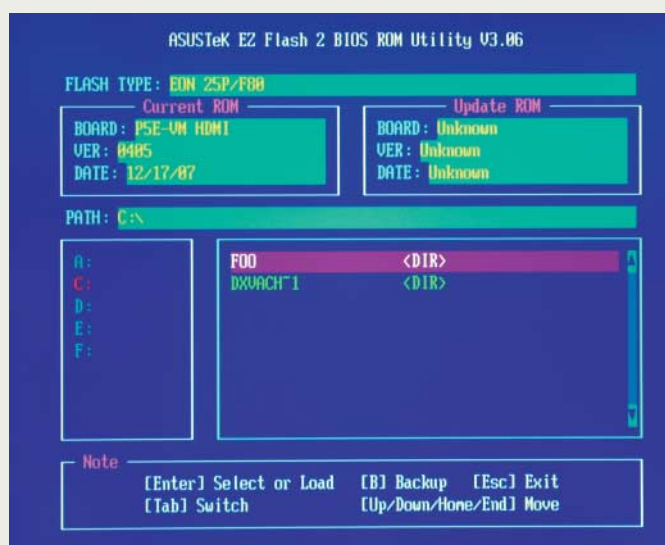 ASUSTeK EZ Flash 2 BIOS ROM Utility V3.06
FLASH TYPE: EON 25P/F80
Current ROM
BOARD: P5E-VM HDMI
VER: 0405
DATE: 12/17/07
Update ROM
BOARD: Unknown
VER: Unknown
DATE: Unknown
PATH: C:\
A:
C:
D:
E:
F:
FOO <DIR>
DXVACH~1 <DIR>
Note
[Enter] Select or Load [B] Backup [Esc] Exit
[Tab] Switch [Up/Down/Home/End] Move